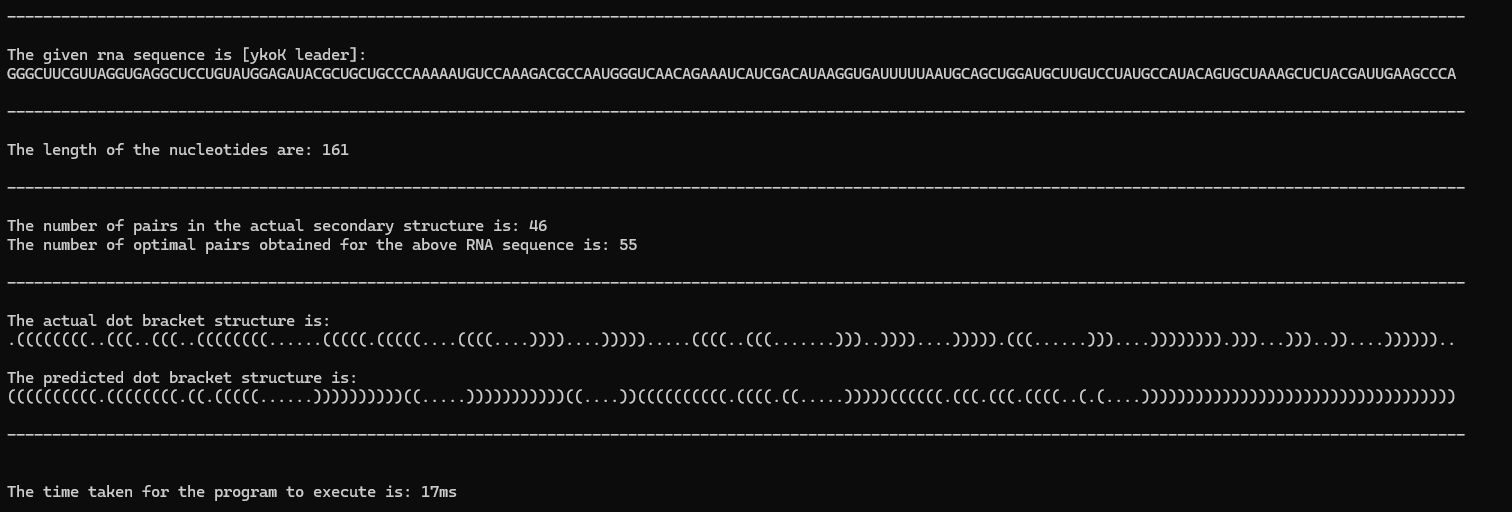 The given rna sequence is [ykoK leader]:
GGGCUUCGUUAGGUGAGGCUCCUGUAUGGAGAUACGCUGCUGCCCAAAAAUGUCCAAAGACGCCAAUGGGUCAACAGAAAUCAUCGACAUAAGGUGAUUUUUAAUGCAGCUGGAUGCUUGUCCUAUGCCAUACAGUGCUAAAGCUCUACGAUUGAAGCCCA
The length of the nucleotides are: 161
The number of pairs in the actual secondary structure is: 46
The number of optimal pairs obtained for the above RNA sequence is: 55
The actual dot bracket structure is:
.((((((((..(((..(((..((((((((......(((((.(((((....((((....))))....))))).....((((..(((.......)))..))))....))))).(((......)))....)))))))).)))...)))..))....))))))..
The predicted dot bracket structure is:
((((((((((.((((((((.((.(((((......))))))))))((.....)))))))))))((....))((((((((((.((((.((.....)))))((((((.(((.(((.((((..(.(....)))))))))))))))))))))))))))))))))))
The time taken for the program to execute is: 17ms